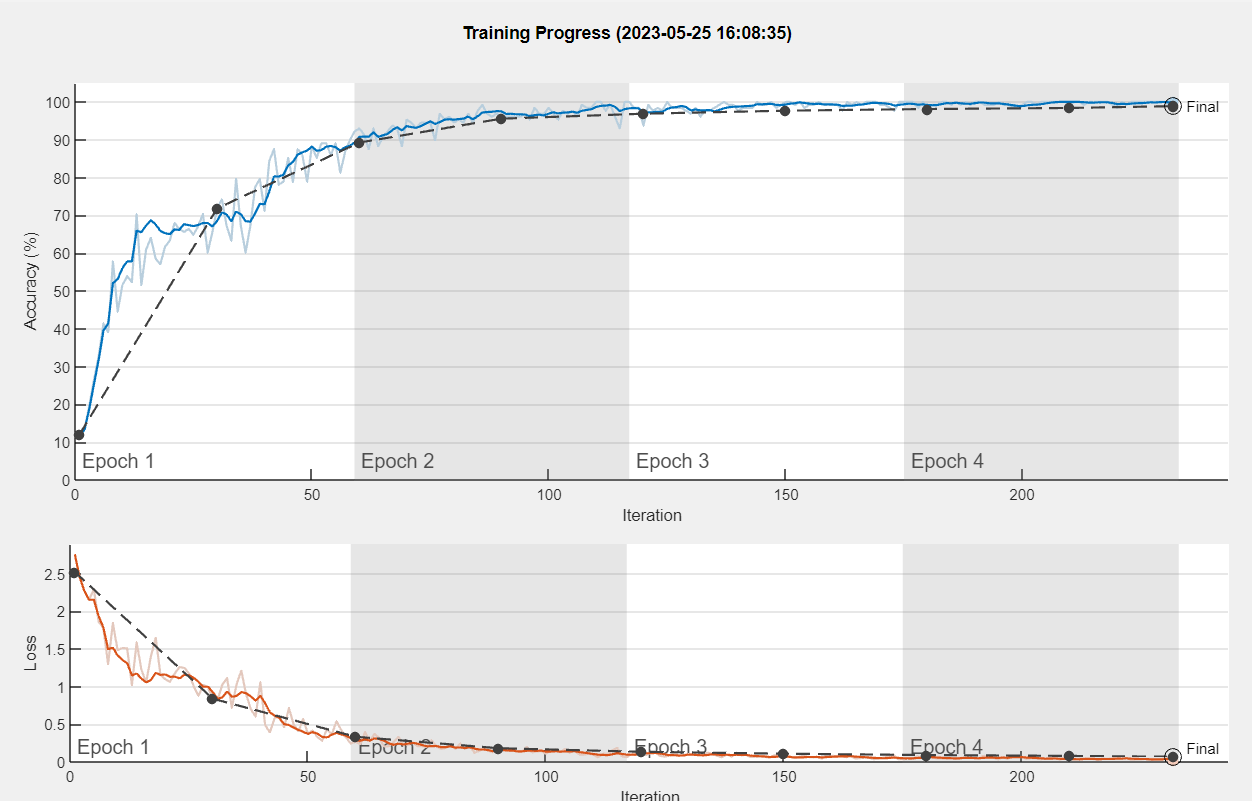 Training Progress (2023-05-25 16:08:35)
100
90
80
70
60
50
40
30
20
10
0
Accuracy (%)
Final
Epoch 1
Epoch 2
Epoch 3
Epoch 4
0
50
100
150
200
Iteration
2.5
2
1.5
1
0.5
0
Loss
Epoch 1
Epoch 2
Epoch 3
Epoch 4
Final
0
50
100
150
200
Iteration